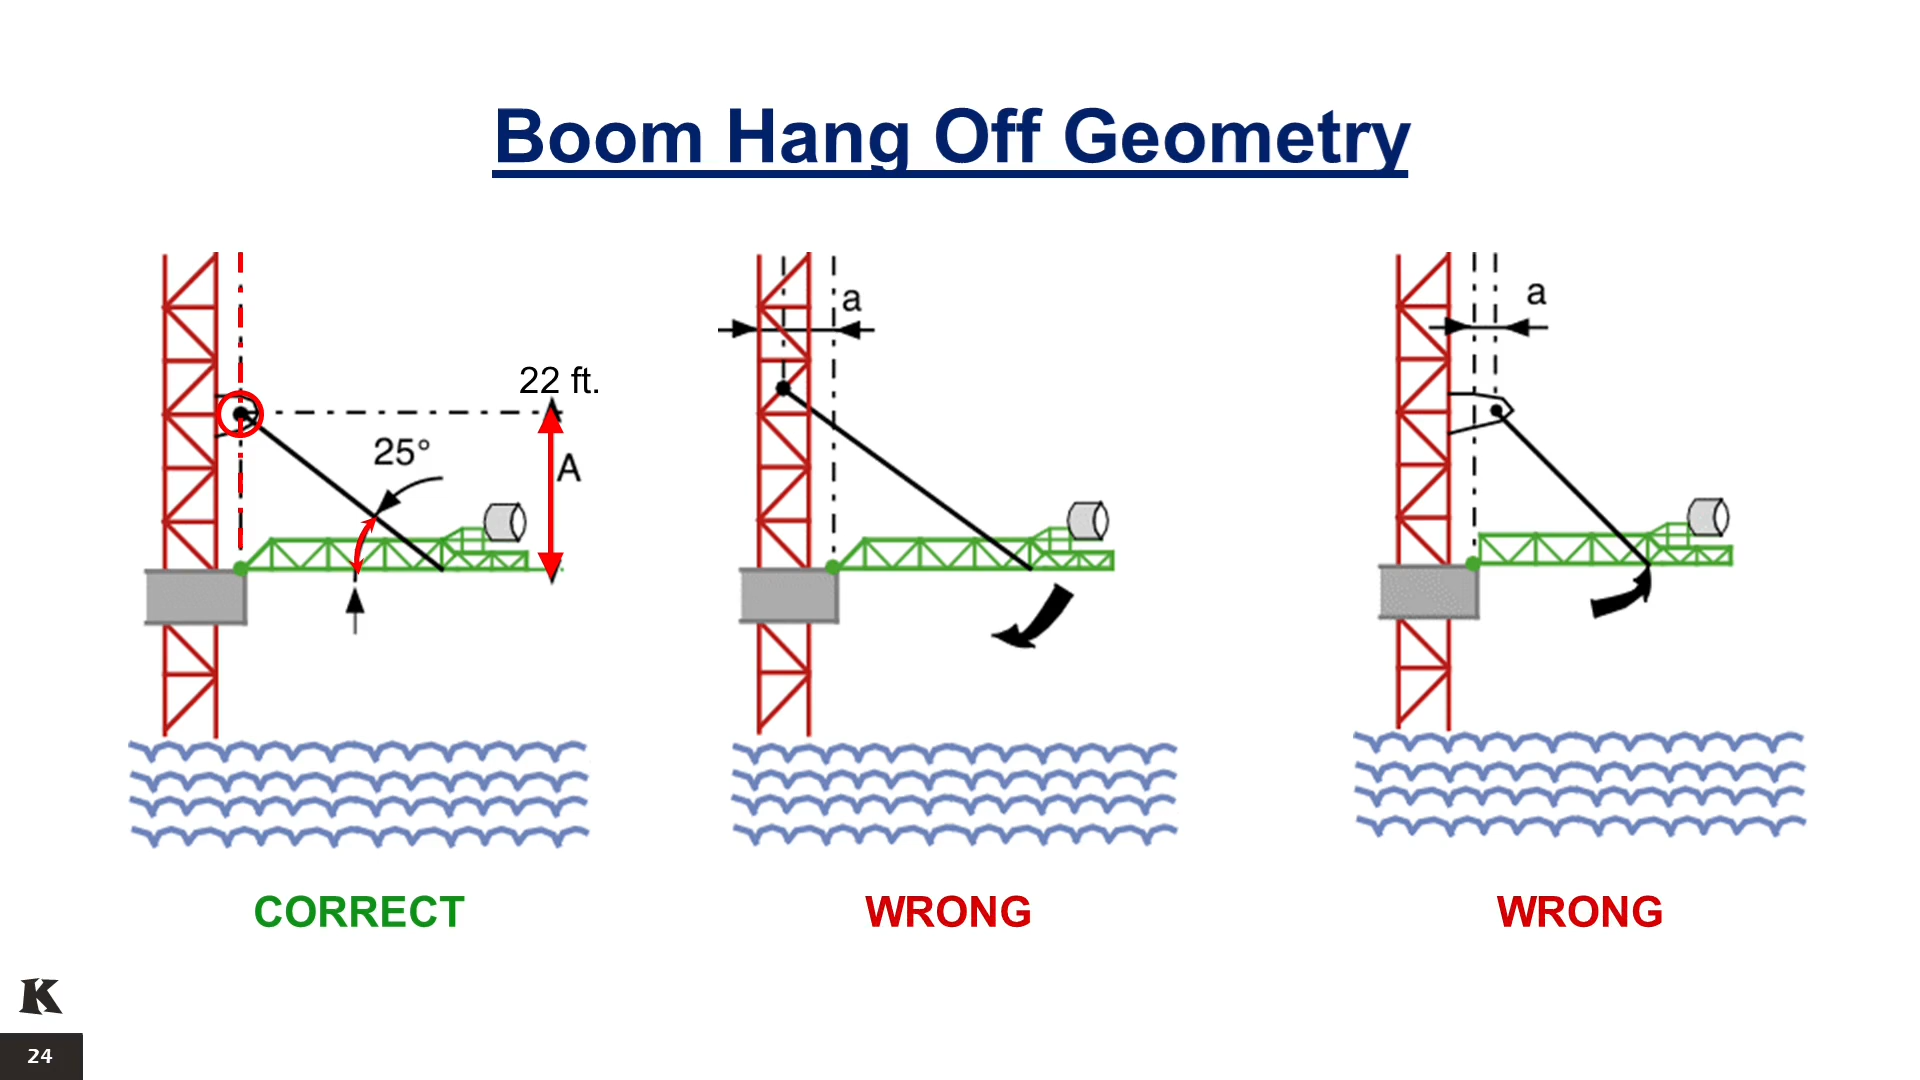 Boom Hang Off Geometry
22 ft.
25°
A
a
a
CORRECT
WRONG
WRONG
K
24